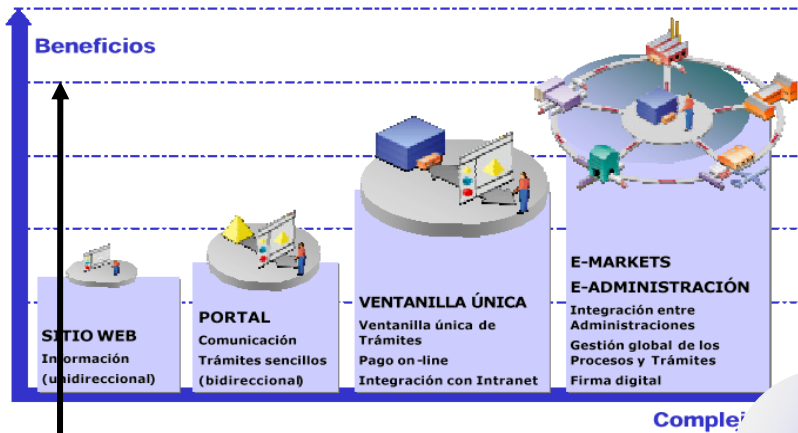 Beneficios
SITIO WEB
Información
(unidireccional)
PORTAL
Comunicación
Trámites sencillos
(bidireccional)
VENTANILLA ÚNICA
Ventanilla única de
Trámites
Pago on-line
Integración con Intranet
E-MARKETS
E-ADMINISTRACIÓN
Integración entre
Administraciones
Gestión global de los
Procesos y Trámites
Firma digital